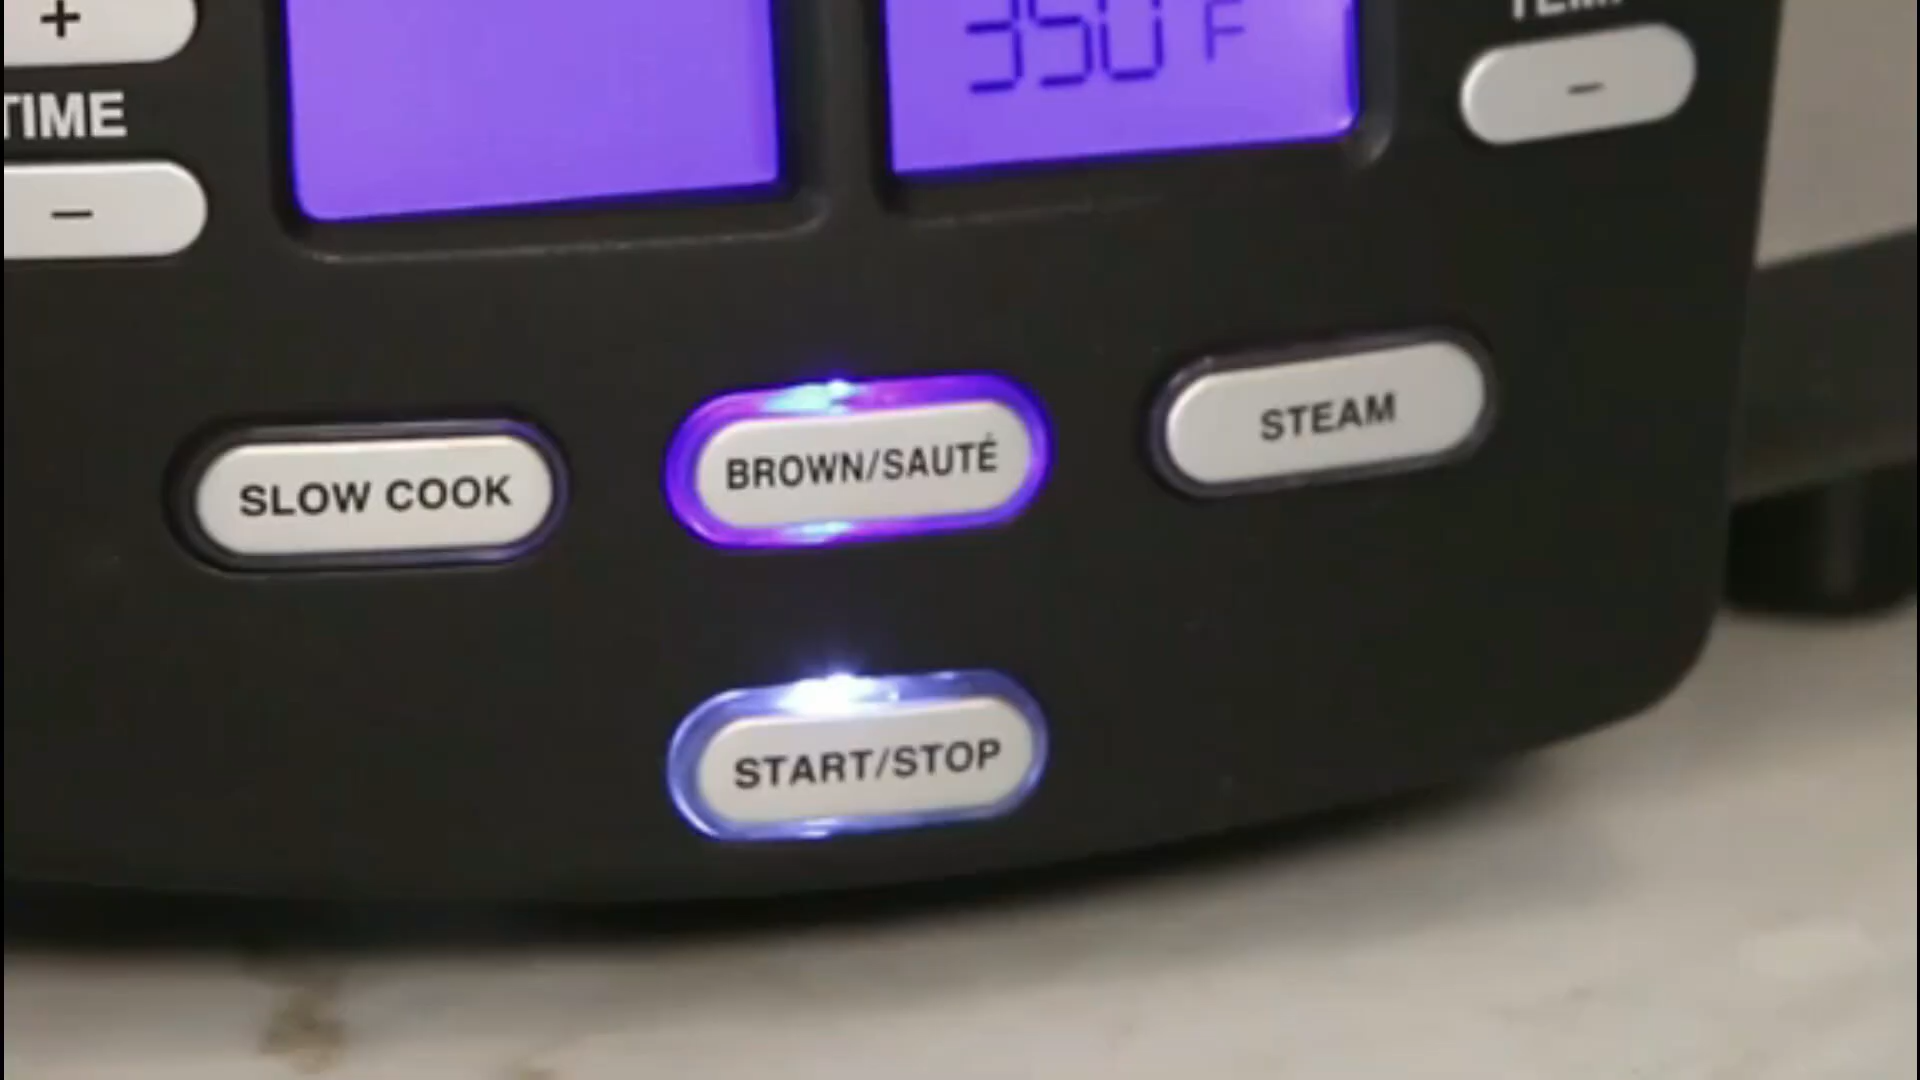 +
350 F
TIME
−
−
SLOW COOK
BROWN/SAUTÉ
STEAM
START/STOP